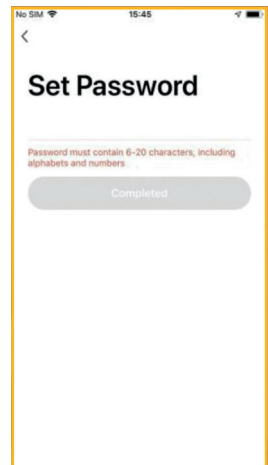 No SIM 15:45
Set Password
Password must contain 6-20 characters, including
alphabets and numbers
Completed